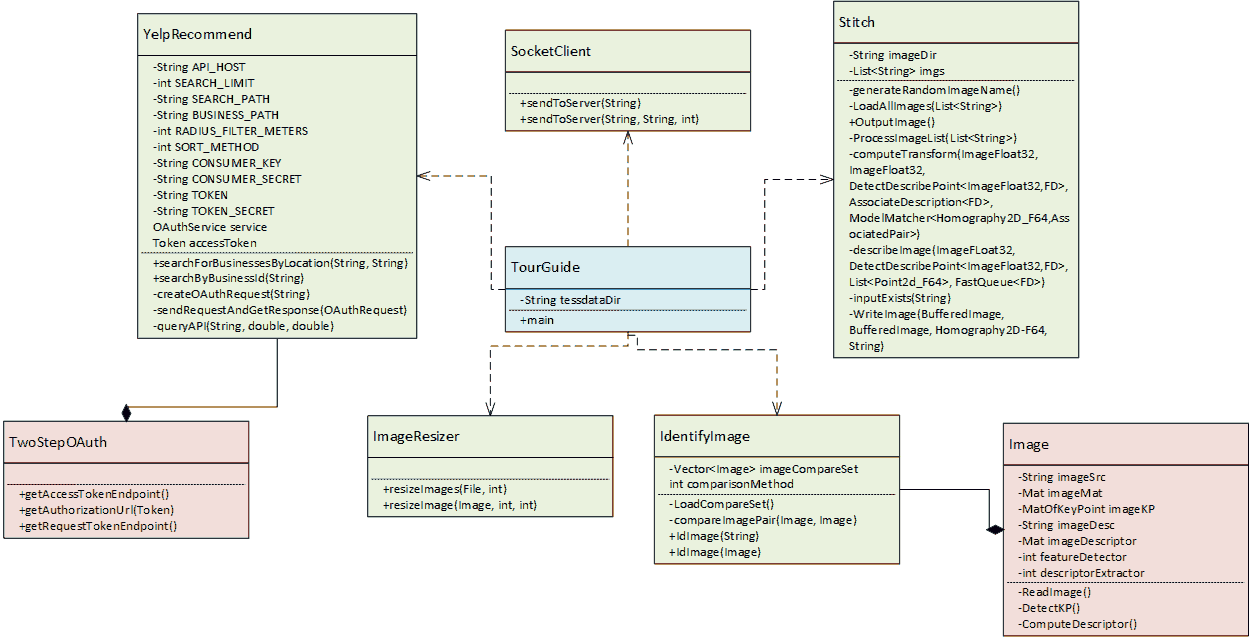 YelpRecommend
-String API_HOST
-int SEARCH_LIMIT
-String SEARCH_PATH
-String BUSINESS_PATH
-int RADIUS_FILTER_METERS
-int SORT_METHOD
-String CONSUMER_KEY
-String CONSUMER_SECRET
-String TOKEN
-String TOKEN_SECRET
OAuthService service
Token accessToken
+searchForBusinessesByLocation(String, String)
+searchByBusinessId(String)
-createOAuthRequest(String)
-sendRequestAndGetResponse(OAuthRequest)
-queryAPI(String, double, double)
SocketClient
+sendToServer(String)
+sendToServer(String, String, int)
Stitch
-String imageDir
-List<String> imgs
-generateRandomImageName()
-LoadAllImages(List<String>)
+OutputImage()
-ProcessImageList(List<String>)
-computeTransform(ImageFloat32,
ImageFloat32,
DetectDescribePoint<ImageFloat32,FD>,
AssociateDescription<FD>,
ModelMatcher<Homography2D_F64,Ass
ociatedPair>)
-describeImage(ImageFLoat32,
DetectDescribePoint<ImageFloat32,FD>,
List<Point2d_F64>, FastQueue<FD>)
-inputExists(String)
-WriteImage(BufferedImage,
BufferedImage, Homography2D-F64,
String)
TourGuide
-String tessdataDir
+main
TwoStepOAuth
+getAccessTokenEndpoint()
+getAuthorizationUrl(Token)
+getRequestTokenEndpoint()
ImageResizer
+resizeImages(File, int)
+resizeImage(Image, int, int)
IdentifyImage
-Vector<Image> imageCompareSet
int comparisonMethod
-LoadCompareSet()
-compareImagePair(Image, Image)
+IdImage(String)
+IdImage(Image)
Image
-String imageSrc
-Mat imageMat
-MatOfKeyPoint imageKP
-String imageDesc
-Mat imageDescriptor
-int featureDetector
-int descriptorExtractor
-ReadImage()
-DetectKP()
-ComputeDescriptor()